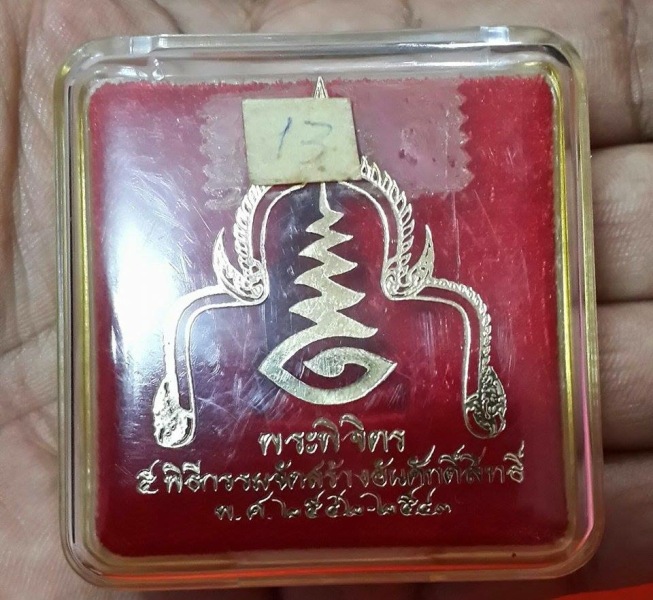 13
พระพิจิตร
๕ พิธีกรรมจัดสร้างอันศักดิ์สิทธิ์
พ.ศ.๒๕๕๒-๒๕๔๓